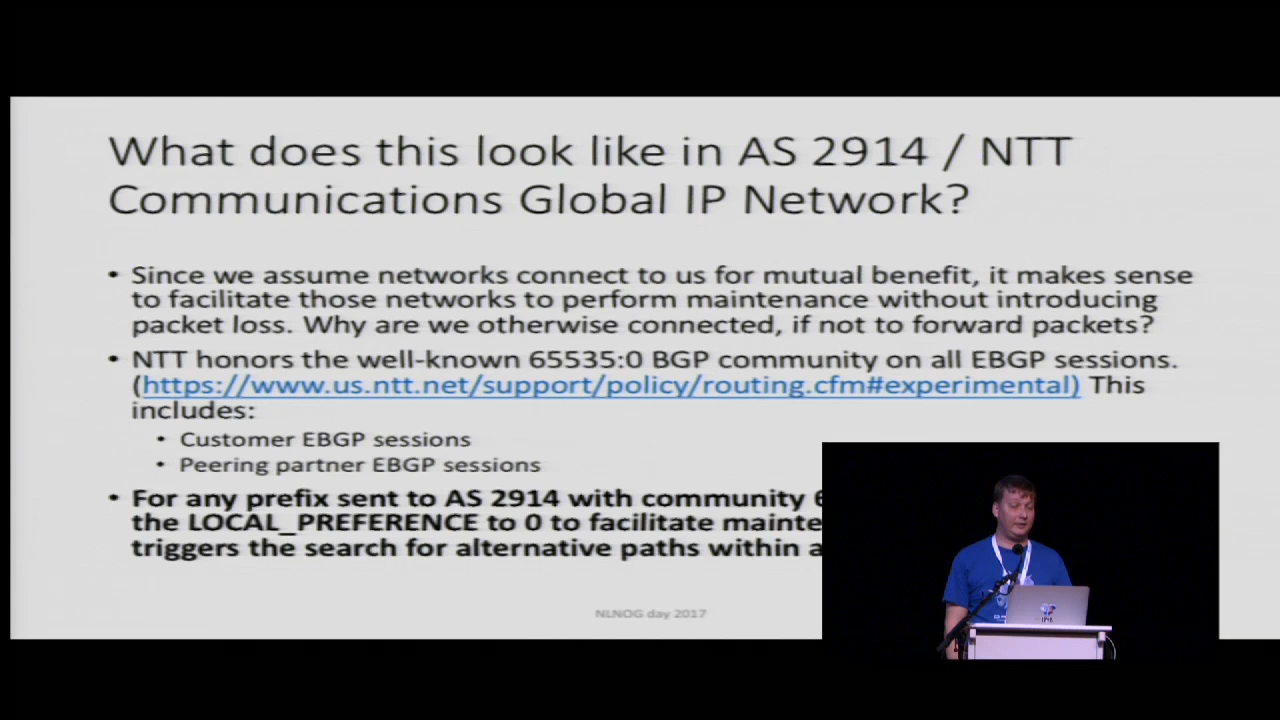 What does this look like in AS 2914 / NTT
Communications Global IP Network?
• Since we assume networks connect to us for mutual benefit, it makes sense
to facilitate those networks to perform maintenance without introducing
packet loss. Why are we otherwise connected, if not to forward packets?
• NTT honors the well-known 65535:0 BGP community on all EBGP sessions.
(https://www.us.ntt.net/support/policy/routing.cfm#experimental) This
includes:
• Customer EBGP sessions
• Peering partner EBGP sessions
• For any prefix sent to AS 2914 with community
the LOCAL_PREFERENCE to 0 to facilitate
triggers the search for alternative paths within
NLNOG day 2017